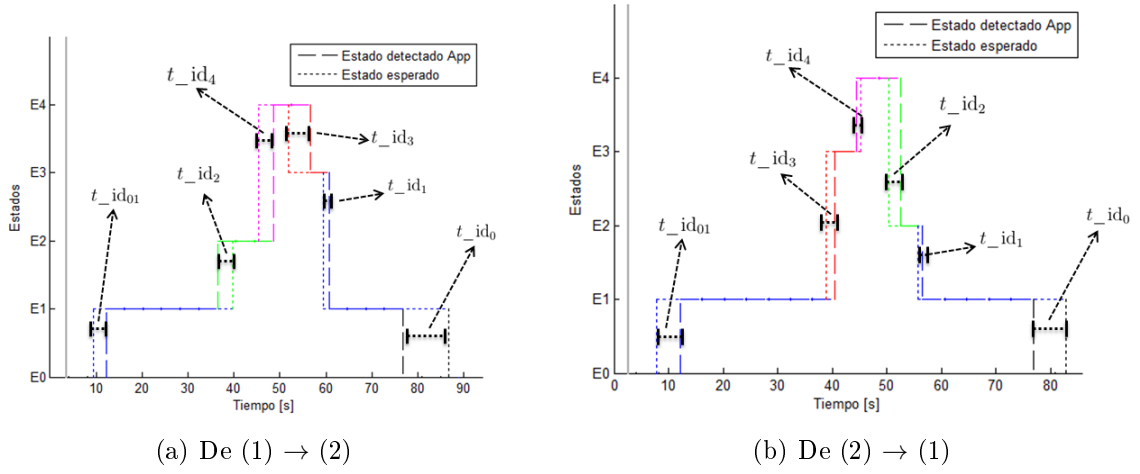 Estado detectado App
Estado esperado
t_id4
t_id3
t_id2
t_id1
t_id01
t_id0
E4
E3
E2
E1
E0
Estados
10 20 30 40 50 60 70 80 90
Tiempo [s]
(a) De (1) → (2)
Estado detectado App
Estado esperado
t_id4
t_id2
t_id3
t_id01
t_id1
t_id0
E4
E3
E2
E1
E0
Estados
0 10 20 30 40 50 60 70 80
Tiempo [s]
(b) De (2) → (1)